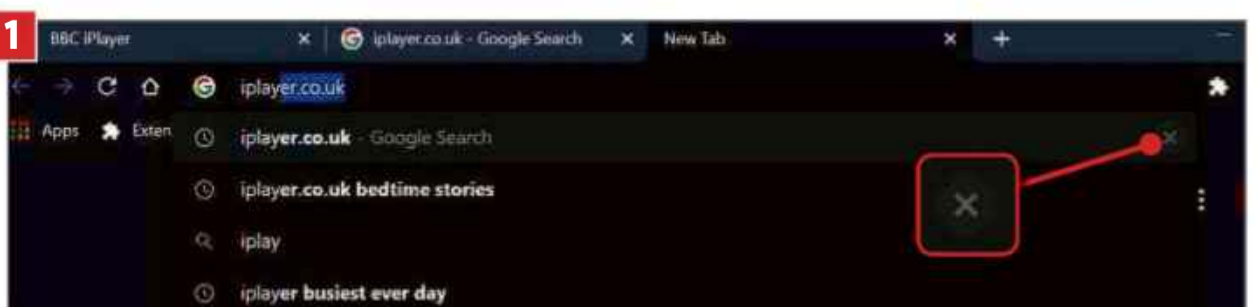 1
BBC iPlayer iplayer.co.uk - Google Search New Tab
iplayer.co.uk
Apps Exten
iplayer.co.uk - Google Search
iplayer.co.uk bedtime stories
iplay
iplayer busiest ever day